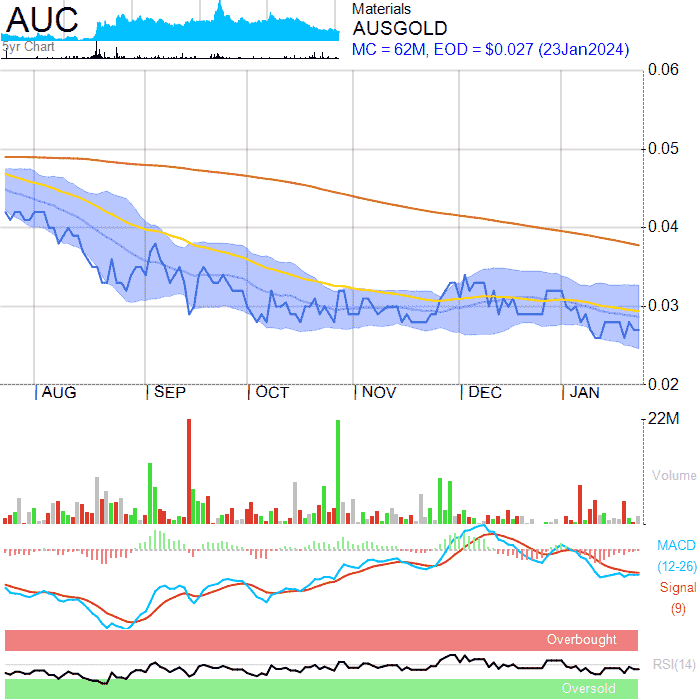 AUC
5yr Chart
Materials
AUSGOLD
MC = 62M, EOD = $0.027 (23Jan2024)
0.06
0.05
0.04
0.03
0.02
AUG SEP OCT NOV DEC JAN
22M
Volume
MACD
(12-26)
Signal
(9)
Overbought
RSI(14)
Oversold